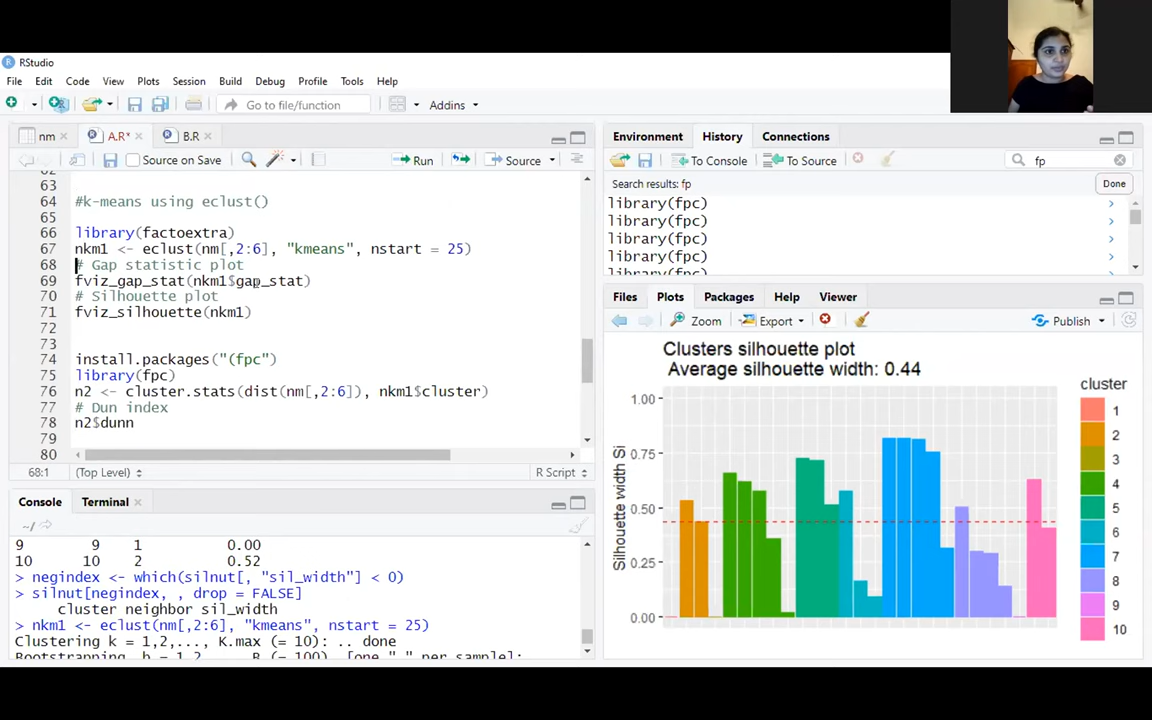 RStudio
File Edit Code View Plots Session Build Debug Profile Tools Help
Go to file/function Addins
nm A.R* B.R
Source on Save Run Source
63
64 #k-means using eclust()
65
66 library(factoextra)
67 nkm1 <- eclust(nm[,2:6], "kmeans", nstart = 25)
68 # Gap statistic plot
69 fviz_gap_stat(nkm1$gap_stat)
70 # Silhouette plot
71 fviz_silhouette(nkm1)
72
73
74 install.packages("(fpc")
75 library(fpc)
76 n2 <- cluster.stats(dist(nm[,2:6]), nkm1$cluster)
77 # Dun index
78 n2$dunn
79
80
68:1 (Top Level) R Script
Console Terminal
~/
9 9 1 0.00
10 10 2 0.52
> negindex <- which(silnut[, "sil_width"] < 0)
> silnut[negindex, , drop = FALSE]
cluster neighbor sil_width
> nkm1 <- eclust(nm[,2:6], "kmeans", nstart = 25)
Clustering k = 1,2,..., K.max (= 10): .. done
Bootstrapping, b = 1,2,..., B (= 100) [one "." per sample]:
Environment History Connections
To Console To Source fp
Search results: fp Done
library(fpc)
library(fpc)
library(fpc)
library(fpc)
library(fpc)
Files Plots Packages Help Viewer
Zoom Export Publish
Clusters silhouette plot
Average silhouette width: 0.44
cluster
1
2
3
4
5
6
7
8
9
10
1.00
0.75
0.50
0.25
0.00
Silhouette width Si